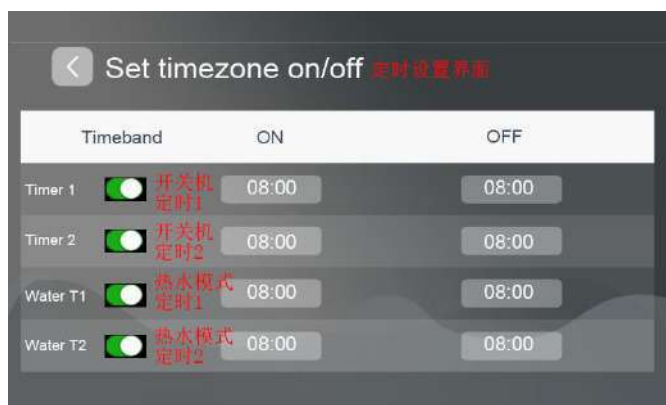 Set timezone on/off 定时设置界面
Timeband ON OFF
Timer 1 开关机 08:00 08:00
定时1
Timer 2 开关机 08:00 08:00
定时2
Water T1 热水模式 08:00 08:00
定时1
Water T2 热水模式 08:00 08:00
定时2